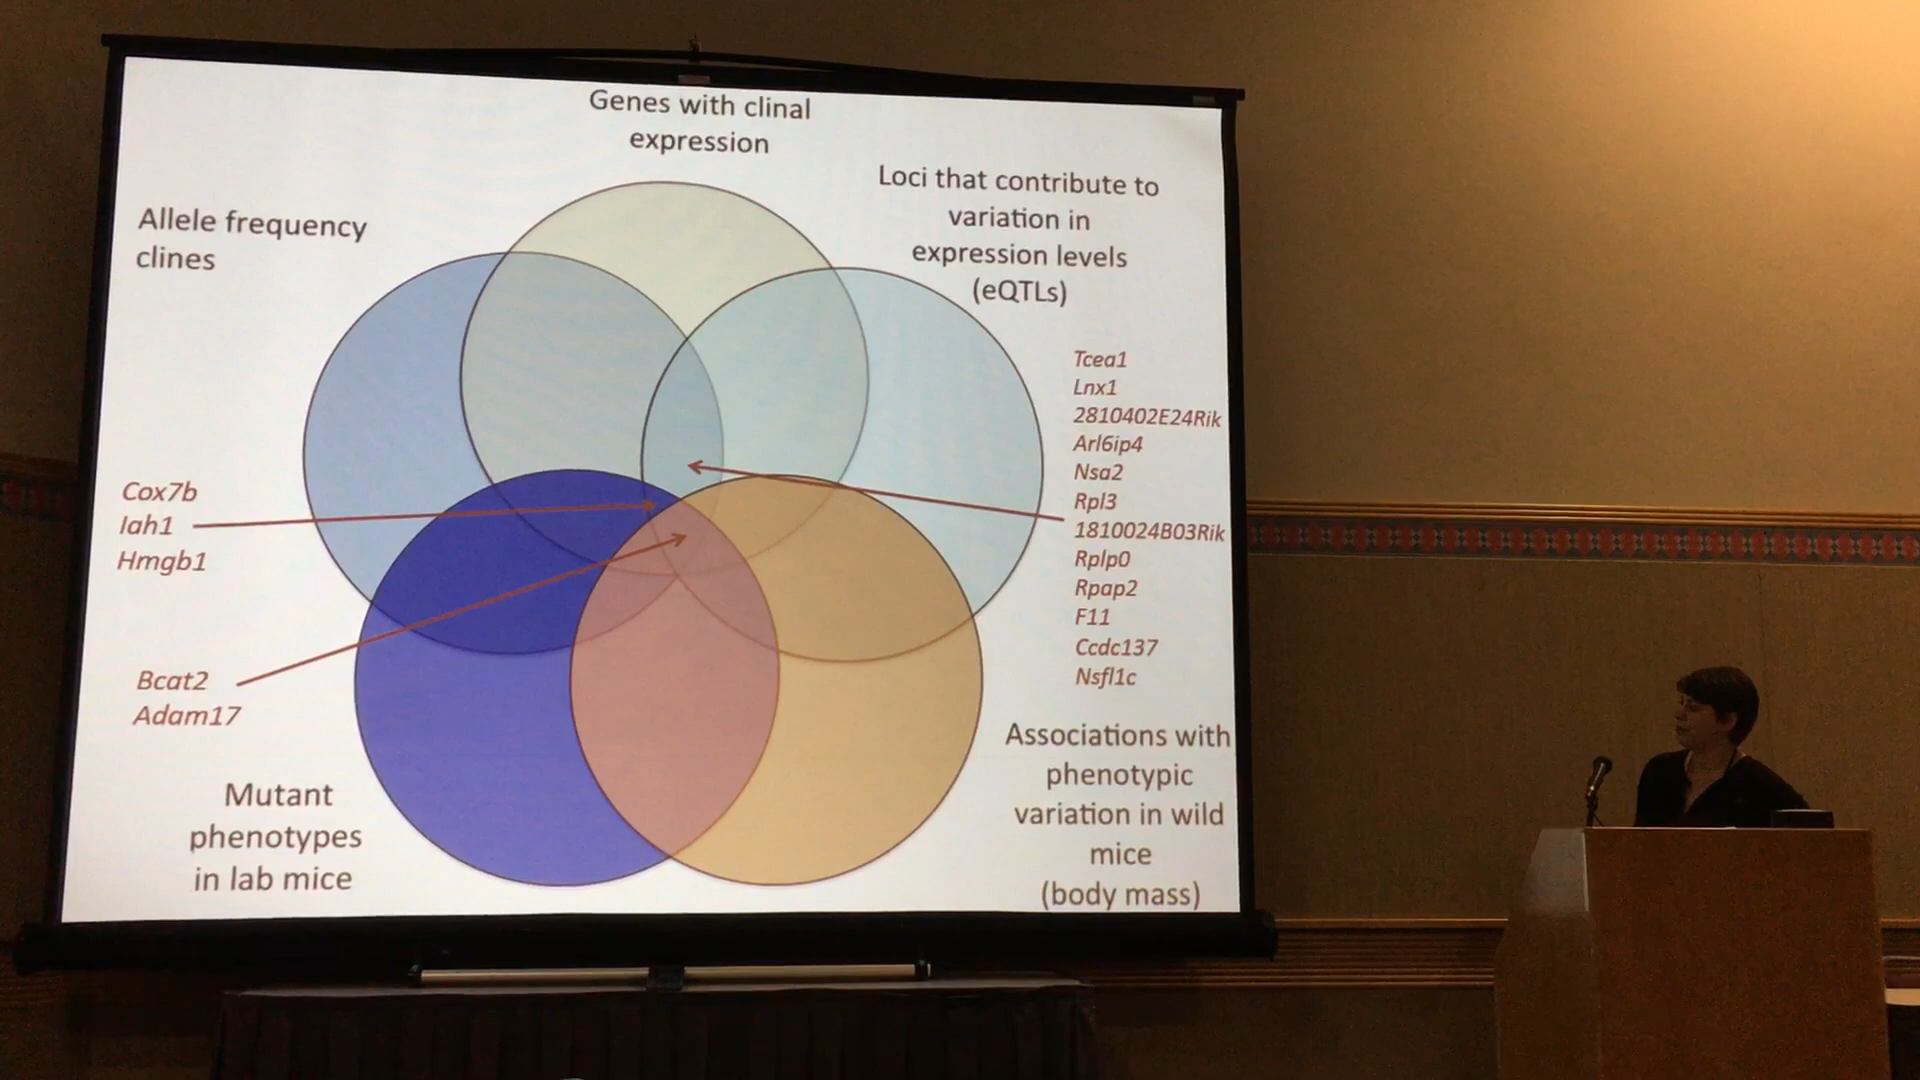 Genes with clinal
expression
Loci that contribute to
variation in
expression levels
(eQTLs)
Allele frequency
clines
Tcea1
Lnx1
2810402E24Rik
Arl6ip4
Nsa2
Rpl3
1810024B03Rik
Rplp0
Rpap2
F11
Ccdc137
Nsfl1c
Cox7b
Iah1
Hmgb1
Bcat2
Adam17
Mutant
phenotypes
in lab mice
Associations with
phenotypic
variation in wild
mice
(body mass)